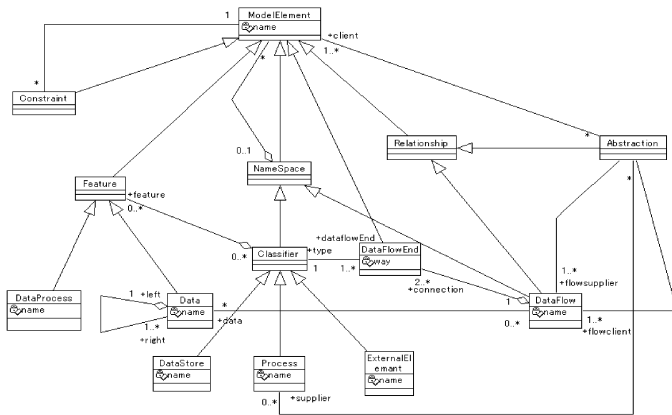 ModelElement
name
1
+client
*
1..*
*
Constraint
0..1
Relationship
Abstraction
*
*
NameSpace
Feature
+feature
0..*
+dataflowEnd
0..*
Classifier
+type
1
1..*
DataFlowEnd
way
2..*
+connection
1..*
+flowsupplier
DataProcess
name
+left
1
1..*
+right
Data
name
*
+data
1
0..*
DataFlow
name
1..*
+flowclient
DataStore
name
Process
name
0..*
+supplier
ExternalEl
emant
name